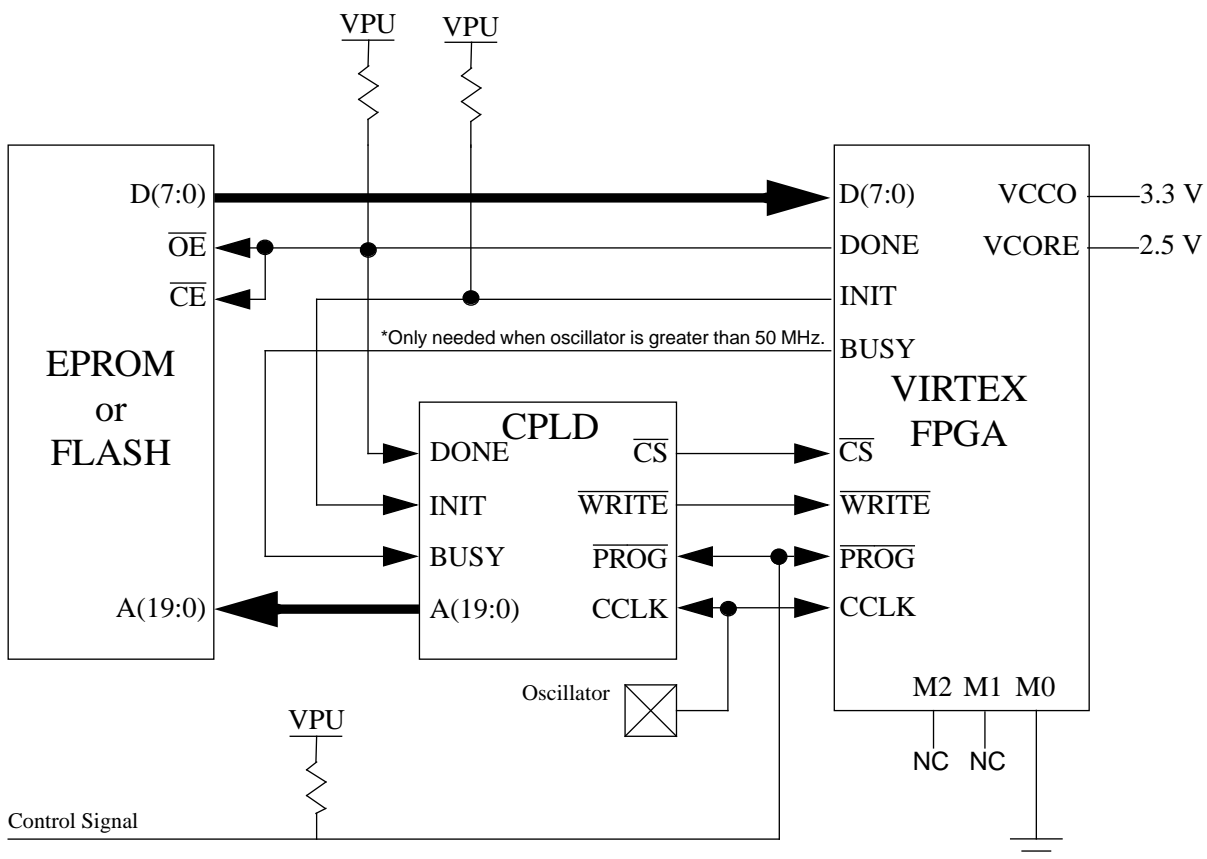 VPU
VPU
D(7:0)
OE
CE
EPROM
or
FLASH
A(19:0)
*Only needed when oscillator is greater than 50 MHz.
CPLD
DONE
INIT
BUSY
A(19:0)
CS
WRITE
PROG
CCLK
D(7:0)
DONE
INIT
BUSY
VCCO
3.3 V
VCORE
2.5 V
VIRTEX
FPGA
CS
WRITE
PROG
CCLK
M2 M1 M0
NC NC
Oscillator
VPU
Control Signal